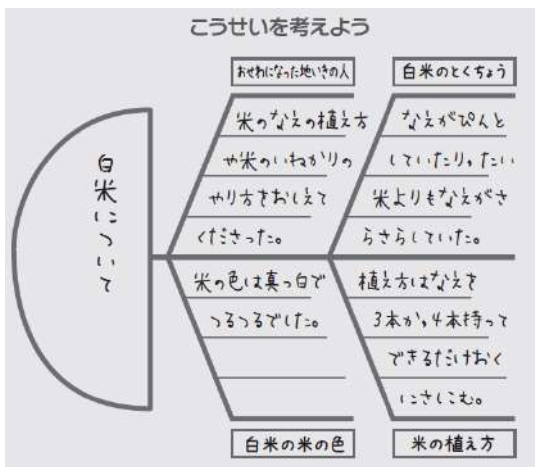 こうせいを考えよう
白米について
おせわになった地いきの人
米のなえの植え方
や米のいねかりの
やり方をおしえて
くださった。
白米のとくちょう
なえがぴんと
していたり、たい
米よりもなえがさ
らさらしていた。
米の色は真っ白で
つるつるでした。
白米の米の色
植え方はなえを
3本か、4本持って
できるだけおく
にさしこむ。
米の植え方